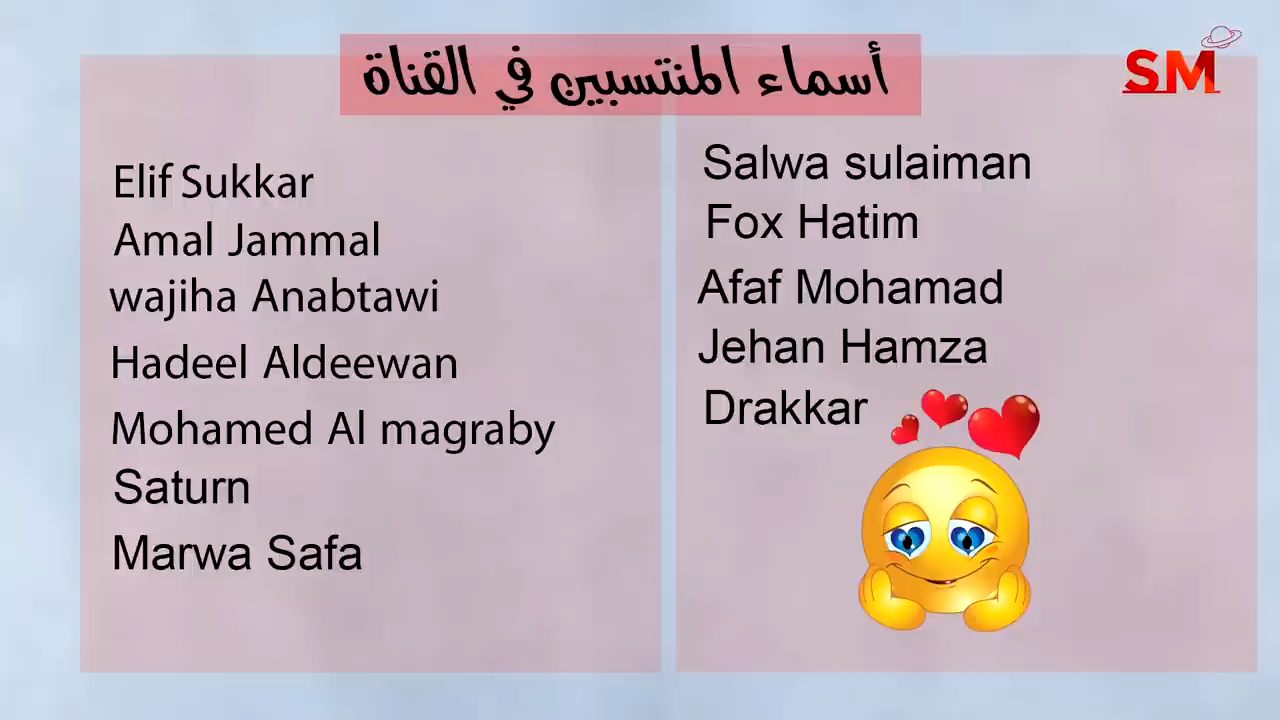 أسماء المنتسبين في القناة
SM
Elif Sukkar
Amal Jammal
wajiha Anabtawi
Hadeel Aldeewan
Mohamed Al magraby
Saturn
Marwa Safa
Salwa sulaiman
Fox Hatim
Afaf Mohamad
Jehan Hamza
Drakkar